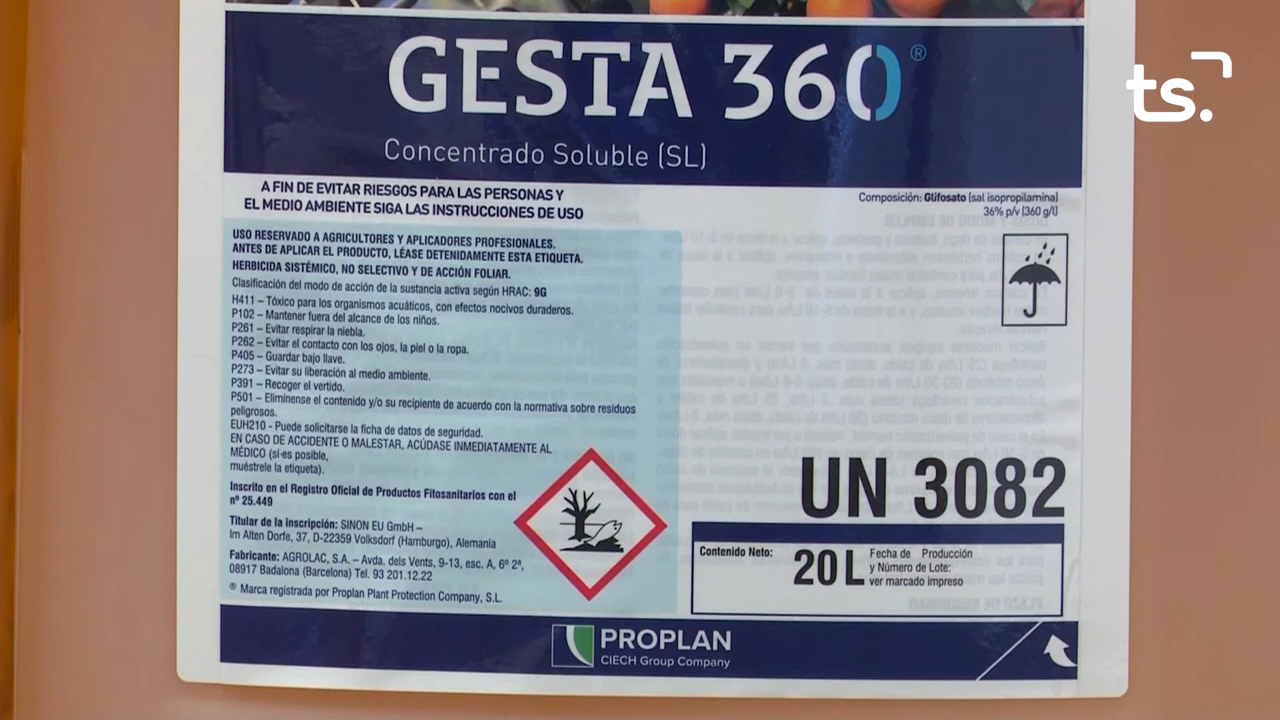 GESTA 360®
ts.
Concentrado Soluble (SL)
A FIN DE EVITAR RIESGOS PARA LAS PERSONAS Y
EL MEDIO AMBIENTE SIGA LAS INSTRUCCIONES DE USO
Composición: Glifosato (sal isopropilamina)
36% p/v (360 g/l)
USO RESERVADO A AGRICULTORES Y APLICADORES PROFESIONALES.
ANTES DE APLICAR EL PRODUCTO, LÉASE DETENIDAMENTE ESTA ETIQUETA.
HERBICIDA SISTÉMICO, NO SELECTIVO Y DE ACCIÓN FOLIAR.
Clasificación del modo de acción de la sustancia activa según HRAC: 9G
H411 – Tóxico para los organismos acuáticos, con efectos nocivos duraderos.
P102 – Mantener fuera del alcance de los niños.
P261 – Evitar respirar la niebla.
P262 – Evitar el contacto con los ojos, la piel o la ropa.
P405 – Guardar bajo llave.
P273 – Evitar su liberación al medio ambiente.
P391 – Recoger el vertido.
P501 – Elimínense el contenido y/o su recipiente de acuerdo con la normativa sobre residuos
peligrosos.
EUH210 - Puede solicitarse la ficha de datos de seguridad.
EN CASO DE ACCIDENTE O MALESTAR, ACÚDASE INMEDIATAMENTE AL
MÉDICO (si es posible,
muéstrele la etiqueta).
Inscrito en el Registro Oficial de Productos Fitosanitarios con el
nº 25.449
Titular de la inscripción: SINON EU GmbH –
Im Alten Dorfe, 37, D-22359 Volksdorf (Hamburgo), Alemania
Fabricante: AGROLAC, S.A. – Avda. dels Vents, 9-13, esc. A, 6º 2ª,
08917 Badalona (Barcelona) Tel. 93 201.12.22
® Marca registrada por Proplan Plant Protection Company, S.L.
UN 3082
Contenido Neto: 20 L
Fecha de Producción
y Número de Lote:
ver marcado impreso
PROPLAN
CIECH Group Company